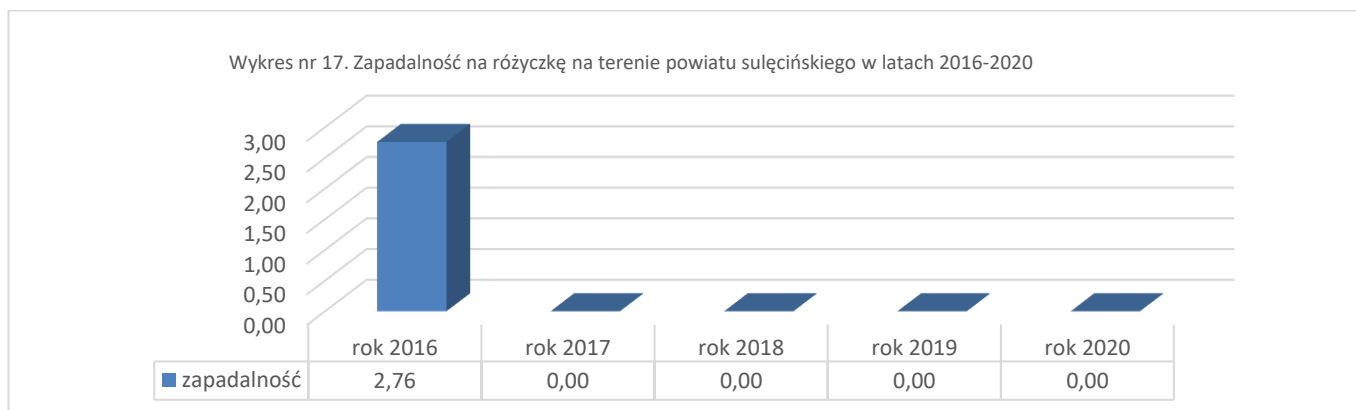 Wykres nr 17. Zapadalność na różyczkę na terenie powiatu sulęcińskiego w latach 2016-2020
3,00
2,50
2,00
1,50
1,00
0,50
0,00
rok 2016 rok 2017 rok 2018 rok 2019 rok 2020
zapadalność 2,76 0,00 0,00 0,00 0,00